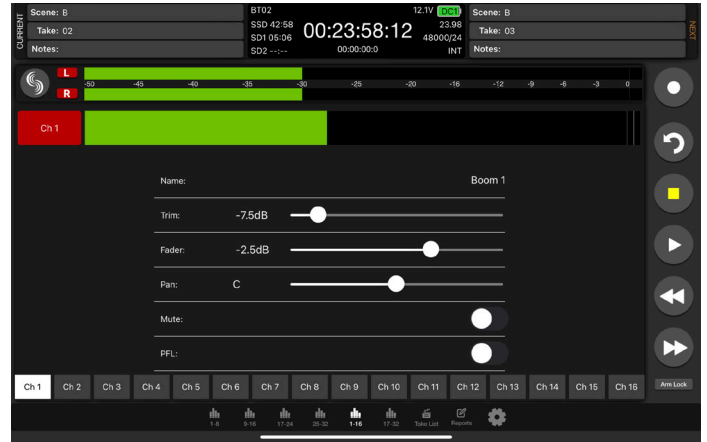 CURRENT
Scene: B
Take: 02
Notes:
BT02
12.1V DC1
SSD 42:58
23.98
SD1 05:06
00:23:58:12
48000/24
SD2 --:--
00:00:00:0
INT
Scene: B
Take: 03
Notes:
NEXT
L
R
-50 -45 -40 -35 -30 -25 -20 -16 -12 -9 -6 -3 0
Ch 1
Name: Boom 1
Trim: -7.5dB
Fader: -2.5dB
Pan: C
Mute:
PFL:
Ch 1 Ch 2 Ch 3 Ch 4 Ch 5 Ch 6 Ch 7 Ch 8 Ch 9 Ch 10 Ch 11 Ch 12 Ch 13 Ch 14 Ch 15 Ch 16
Arm Lock
1-8 9-16 17-24 25-32 1-16 17-32 Take List Reports